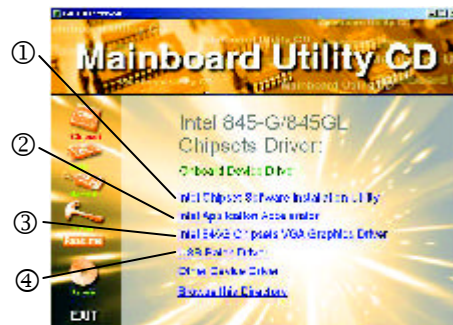 Mainboard Utility CD
①
②
③
④
Intel 845-G/845GL
Chipsets Driver:
Onboard Device Driver
Intel Chipset Software Installation Utility
Intel Application Accelerator
Intel 845G Chipsets VGA Graphics Driver
USB Driver
Other Device Driver
Browse this Directory
Read me
EXIT